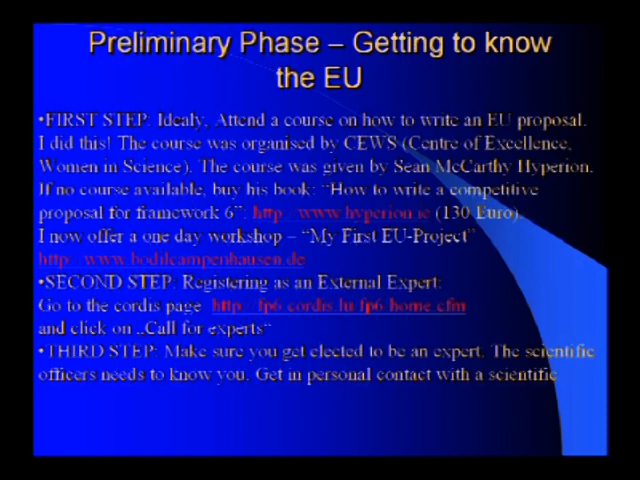 Preliminary Phase – Getting to know
the EU
•FIRST STEP: Idealy, Attend a course on how to write an EU proposal.
I did this! The course was organised by CEWS (Centre of Excellence,
Women in Science). The course was given by Sean McCarthy Hyperion.
If no course available, buy his book: “How to write a competitive
proposal for framework 6”: http://www.hyperion.ie (130 Euro).
I now offer a one day workshop – “My First EU-Project”
http://www.bodilcampenhausen.de
•SECOND STEP: Registering as an External Expert:
Go to the cordis page http://fp6.cordis.lu/fp6/home.cfm
and click on „Call for experts“
•THIRD STEP: Make sure you get elected to be an expert. The scientific
officers needs to know you. Get in personal contact with a scientific